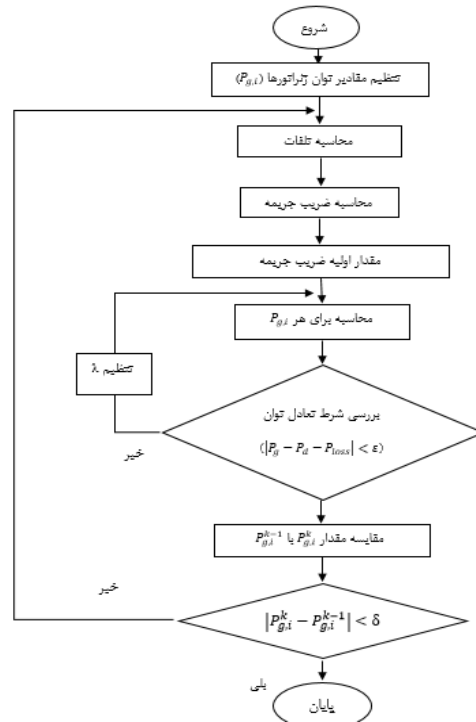 شروع
تنظیم مقادیر توان ژنراتورها (P_{g,i})
محاسبه تلفات
محاسبه ضریب جریمه
مقدار اولیه ضریب جریمه
محاسبه برای هر P_{g,i}
تنظیم λ
بررسی شرط تعادل توان
(|P_g − P_d − P_{loss}| < ε)
خیر
مقایسه مقدار P_{g,i}^k با P_{g,i}^{k−1}
خیر
|P_{g,i}^k − P_{g,i}^{k−1}| < δ
بلی
پایان